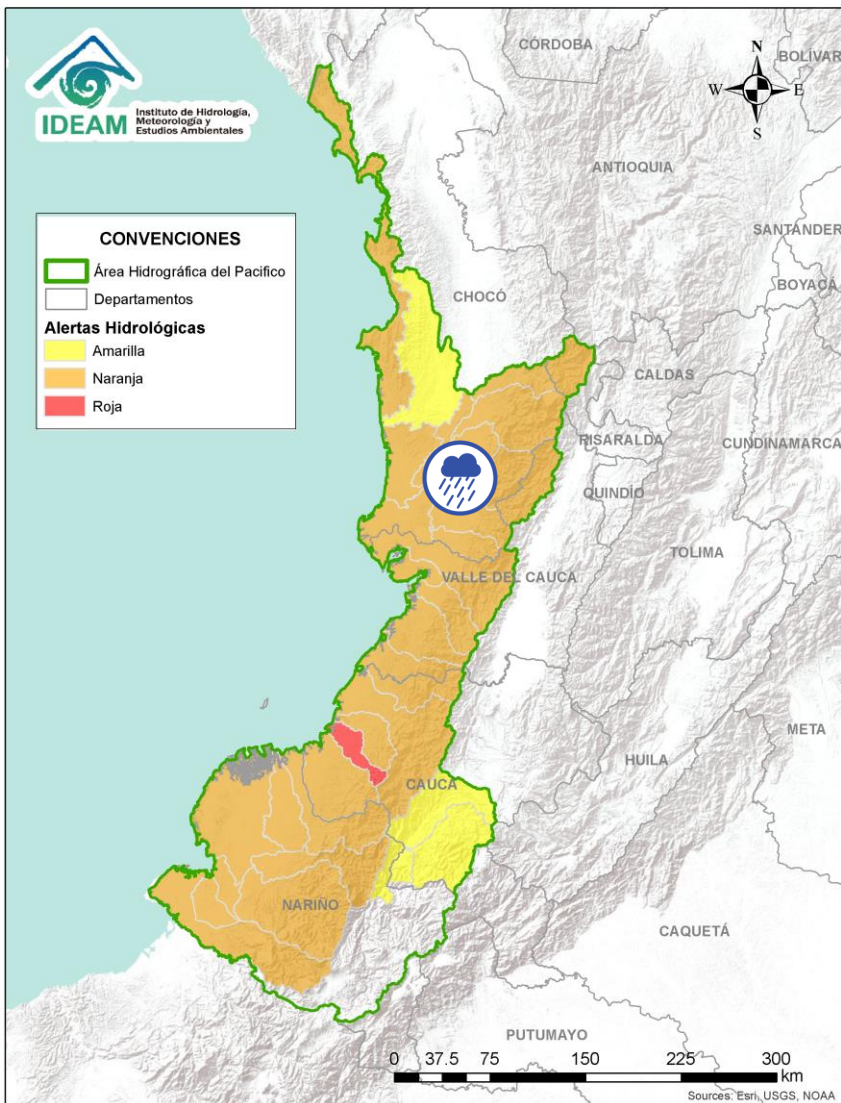 IDEAM
Instituto de Hidrología,
Meteorología y
Estudios Ambientales
CÓRDOBA
BOLÍVAR
N
W
E
S
ANTIOQUIA
SANTANDER
BOYACÁ
CONVENCIONES
Área Hidrográfica del Pacifico
Departamentos
Alertas Hidrológicas
Amarilla
Naranja
Roja
CHOCÓ
CALDAS
RISARALDA
CUNDINAMARCA
QUINDÍO
TOLIMA
VALLE DEL CAUCA
META
HUILA
CAUCA
NARIÑO
CAQUETÁ
PUTUMAYO
0 37.5 75 150 225 300
km
Sources: Esri, USGS, NOAA